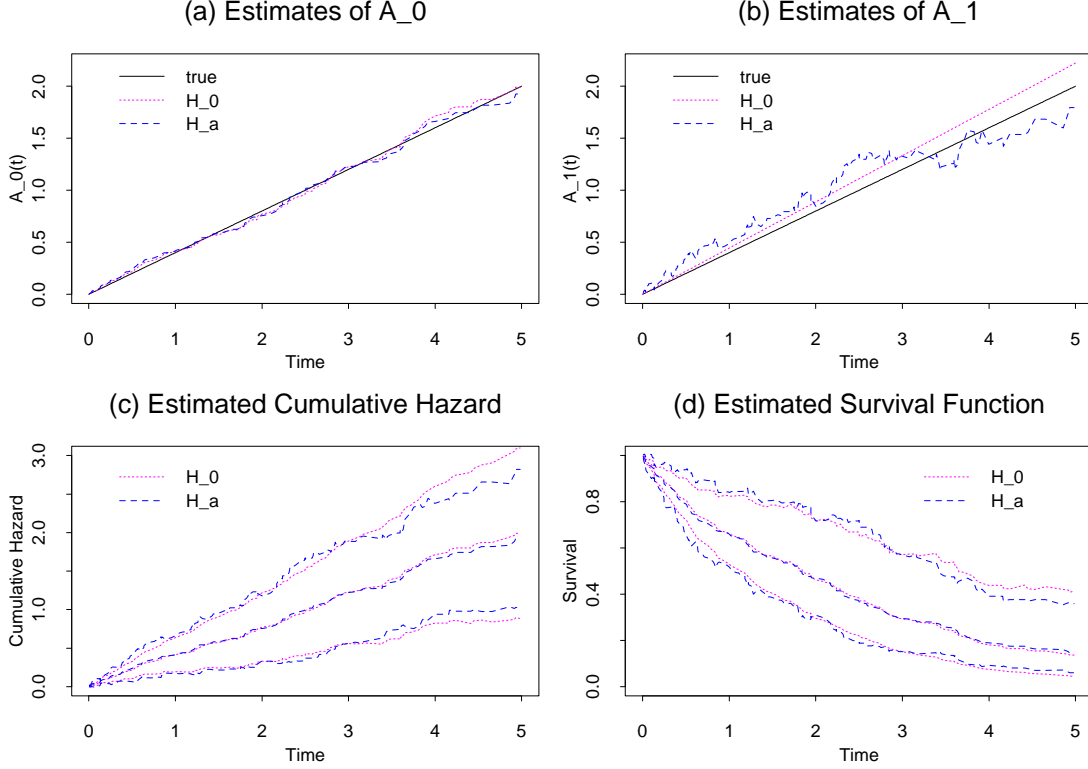 (a) Estimates of A_0
A_0(t)
2.0
1.5
1.0
0.5
0.0
true
H_0
H_a
0 1 2 3 4 5
Time
(b) Estimates of A_1
A_1(t)
2.0
1.5
1.0
0.5
0.0
true
H_0
H_a
0 1 2 3 4 5
Time
(c) Estimated Cumulative Hazard
Cumulative Hazard
3.0
2.0
1.0
0.0
H_0
H_a
0 1 2 3 4 5
Time
(d) Estimated Survival Function
Survival
0.8
0.4
0.0
H_0
H_a
0 1 2 3 4 5
Time